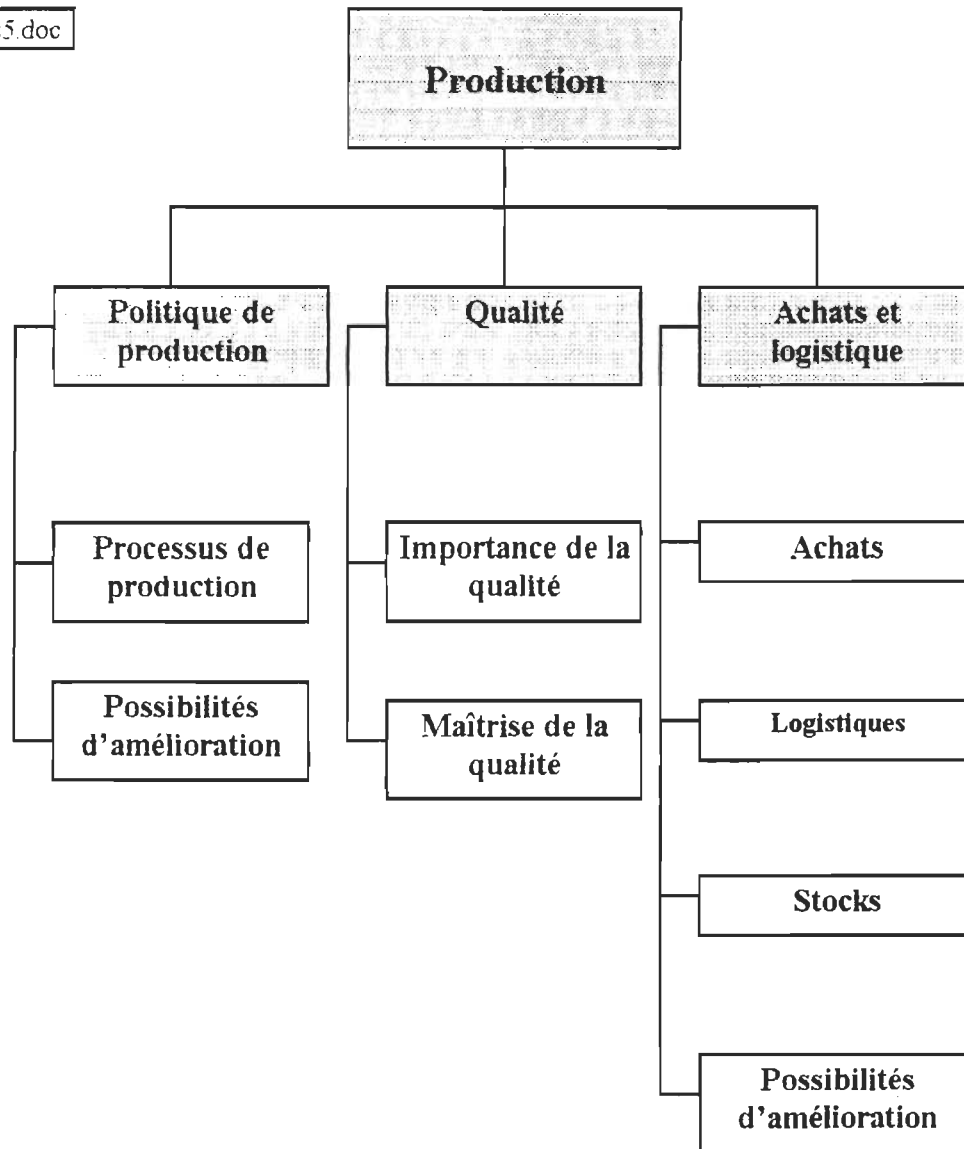 5.doc
Production
Politique de
production
Qualité
Achats et
logistique
Processus de
production
Importance de la
qualité
Achats
Possibilités
d'amélioration
Maîtrise de la
qualité
Logistiques
Stocks
Possibilités
d'amélioration